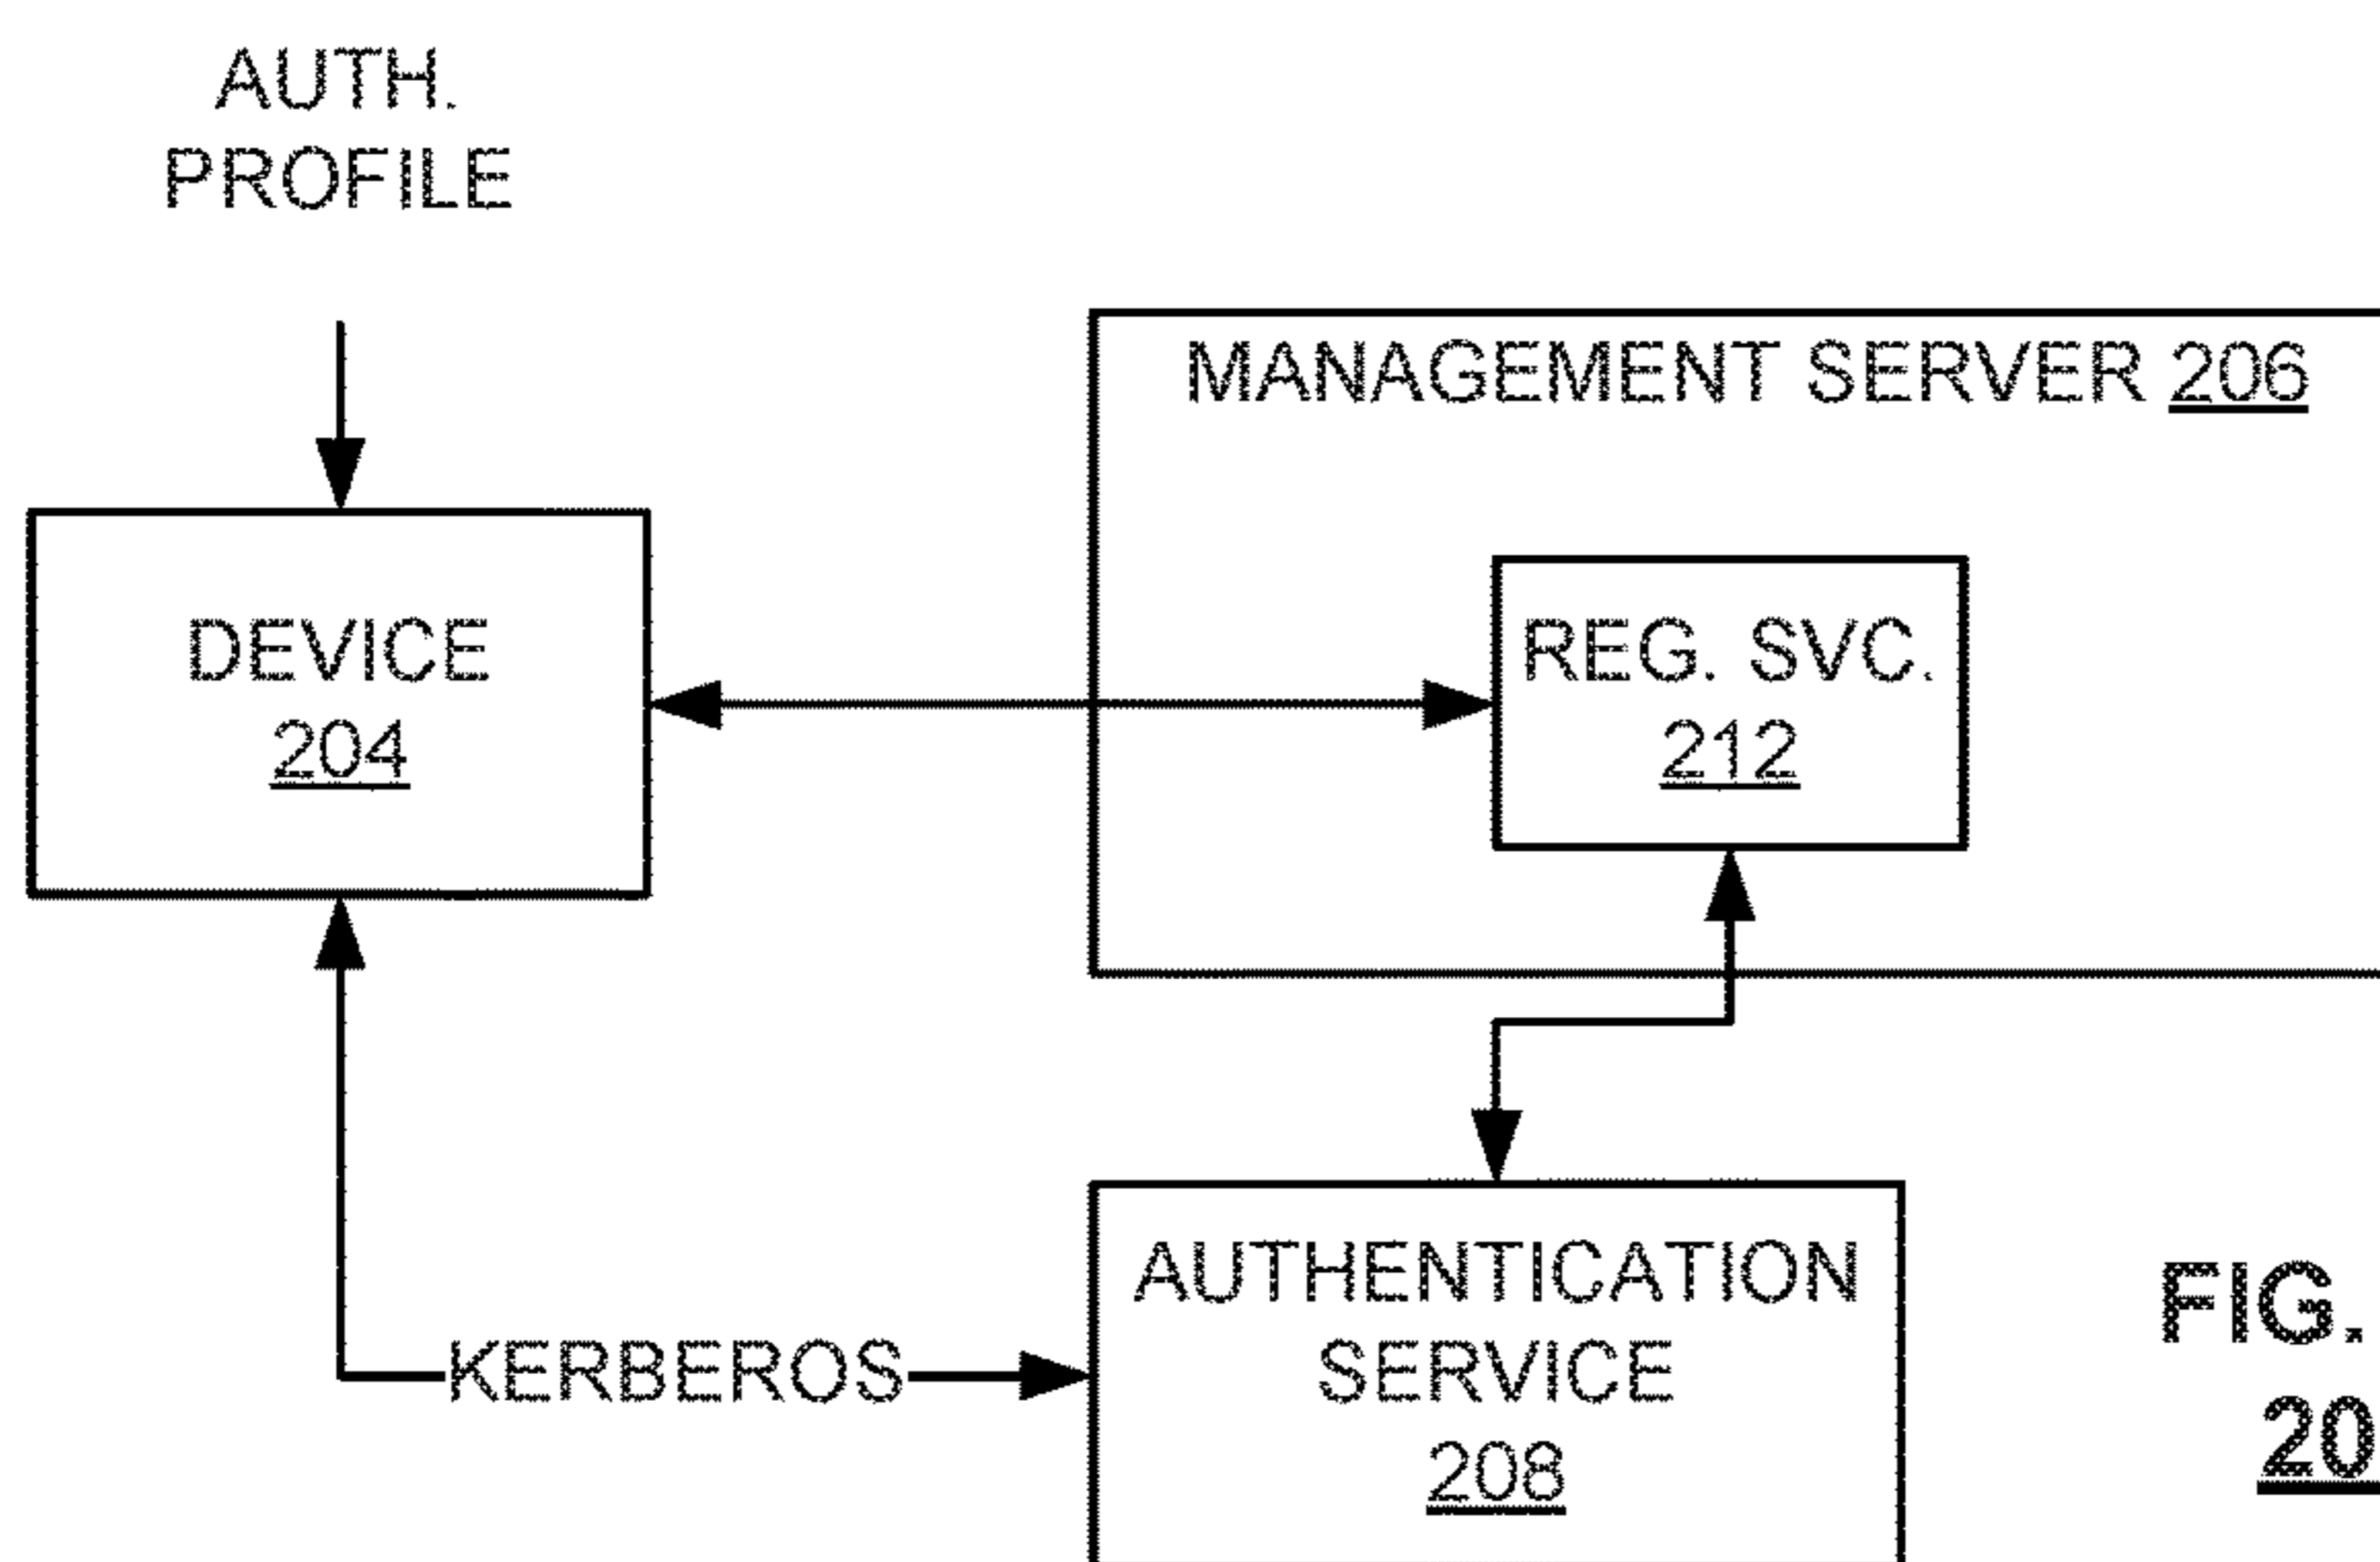 AUTH.
PROFILE
MANAGEMENT SERVER 206
DEVICE
204
REG. SVC.
212
KERBEROS
AUTHENTICATION
SERVICE
208
FIG.
20